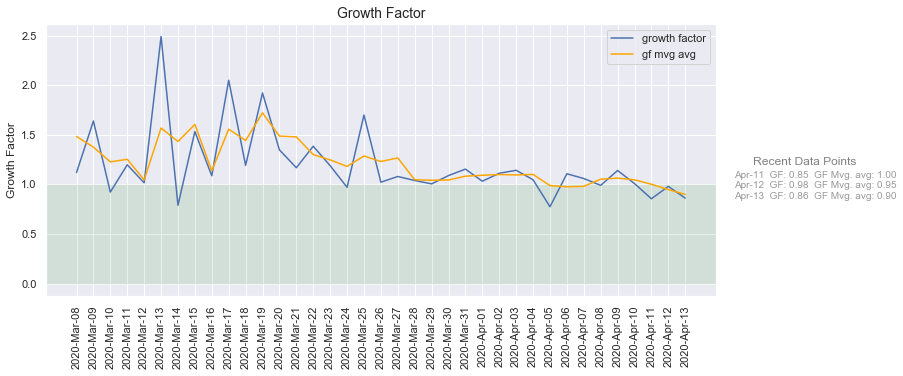 Growth Factor
growth factor
gf mvg avg
Growth Factor
2.5
2.0
1.5
1.0
0.5
0.0
2020-Mar-08
2020-Mar-09
2020-Mar-10
2020-Mar-11
2020-Mar-12
2020-Mar-13
2020-Mar-14
2020-Mar-15
2020-Mar-16
2020-Mar-17
2020-Mar-18
2020-Mar-19
2020-Mar-20
2020-Mar-21
2020-Mar-22
2020-Mar-23
2020-Mar-24
2020-Mar-25
2020-Mar-26
2020-Mar-27
2020-Mar-28
2020-Mar-29
2020-Mar-30
2020-Mar-31
2020-Apr-01
2020-Apr-02
2020-Apr-03
2020-Apr-04
2020-Apr-05
2020-Apr-06
2020-Apr-07
2020-Apr-08
2020-Apr-09
2020-Apr-10
2020-Apr-11
2020-Apr-12
2020-Apr-13
Recent Data Points
Apr-11 GF: 0.85 GF Mvg. avg: 1.00
Apr-12 GF: 0.98 GF Mvg. avg: 0.95
Apr-13 GF: 0.86 GF Mvg. avg: 0.90